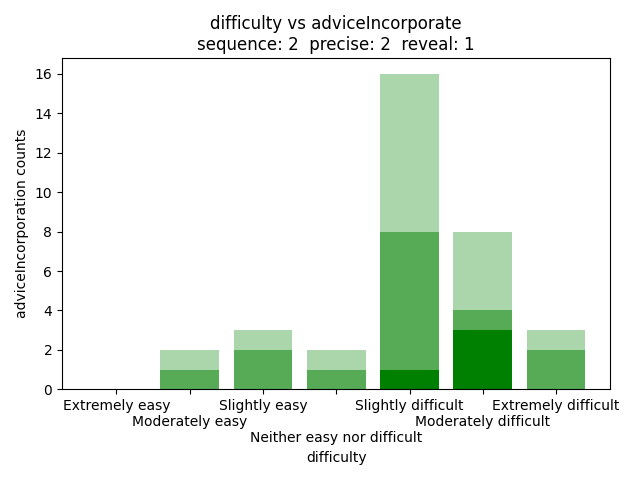 difficulty vs adviceIncorporate
sequence: 2  precise: 2  reveal: 1
adviceIncorporation counts
16
14
12
10
8
6
4
2
0
Extremely easy
Moderately easy
Slightly easy
Neither easy nor difficult
Slightly difficult
Moderately difficult
Extremely difficult
difficulty